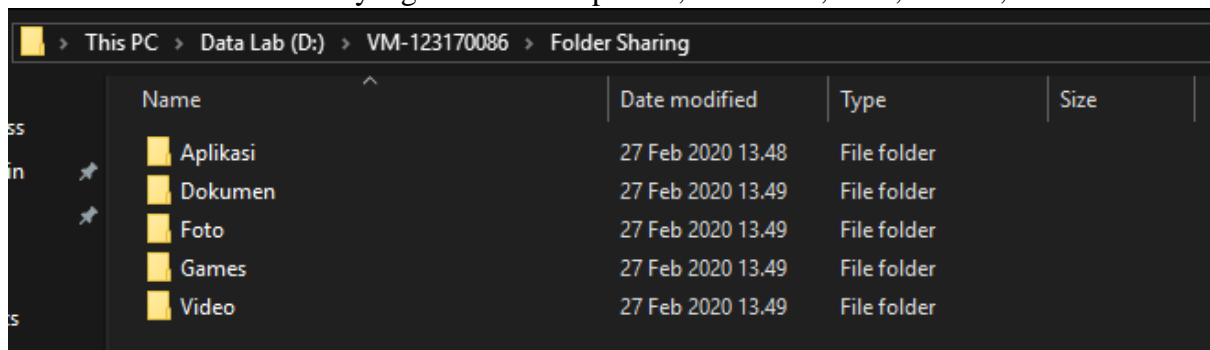 This PC > Data Lab (D:) > VM-123170086 > Folder Sharing
Name Date modified Type Size
ss
Aplikasi 27 Feb 2020 13.48 File folder
in
Dokumen 27 Feb 2020 13.49 File folder
Foto 27 Feb 2020 13.49 File folder
Games 27 Feb 2020 13.49 File folder
Video 27 Feb 2020 13.49 File folder